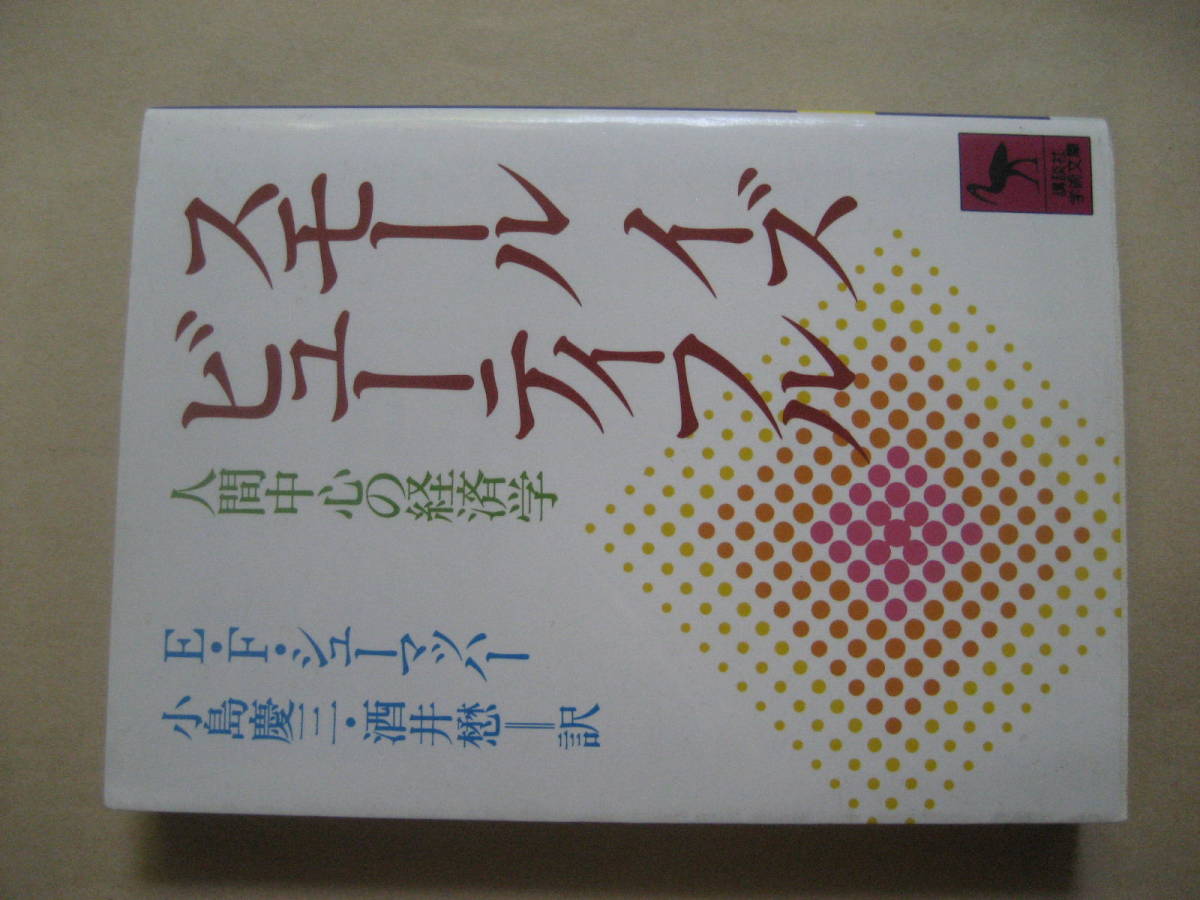 スモール イズ
ビューティフル
人間中心の経済学
E・F・シューマッハー
小島慶三・酒井懋=訳
講談社
学術文庫